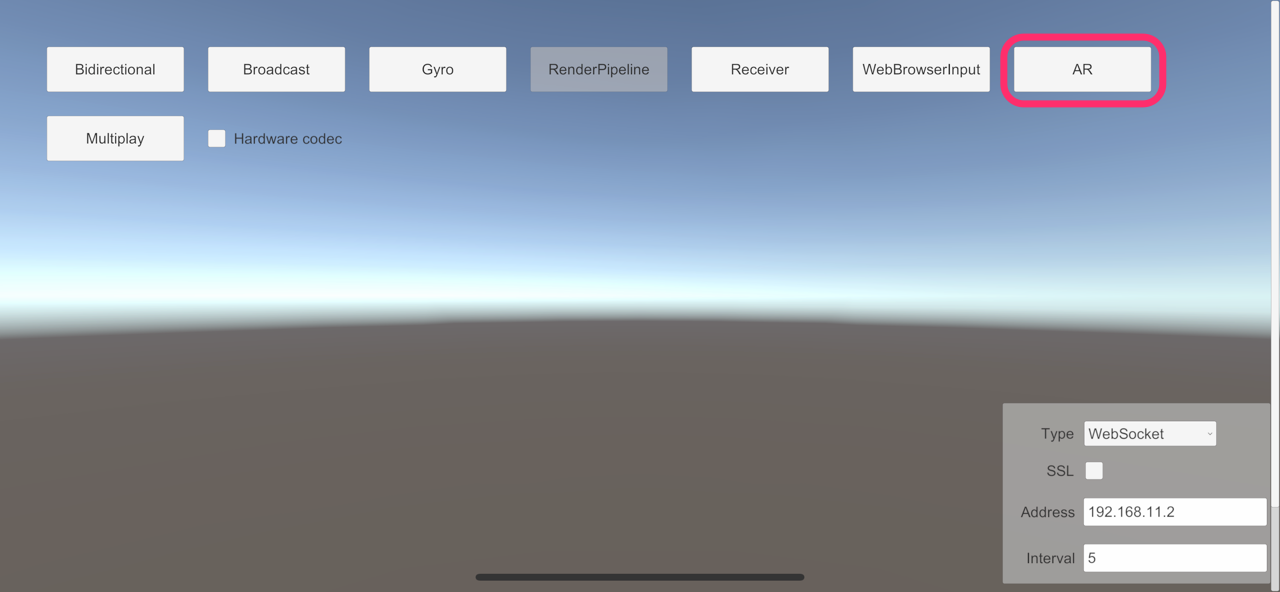 Bidirectional
Broadcast
Gyro
RenderPipeline
Receiver
WebBrowserInput
AR
Multiplay
Hardware codec
Type
WebSocket
SSL
Address
192.168.11.2
Interval
5